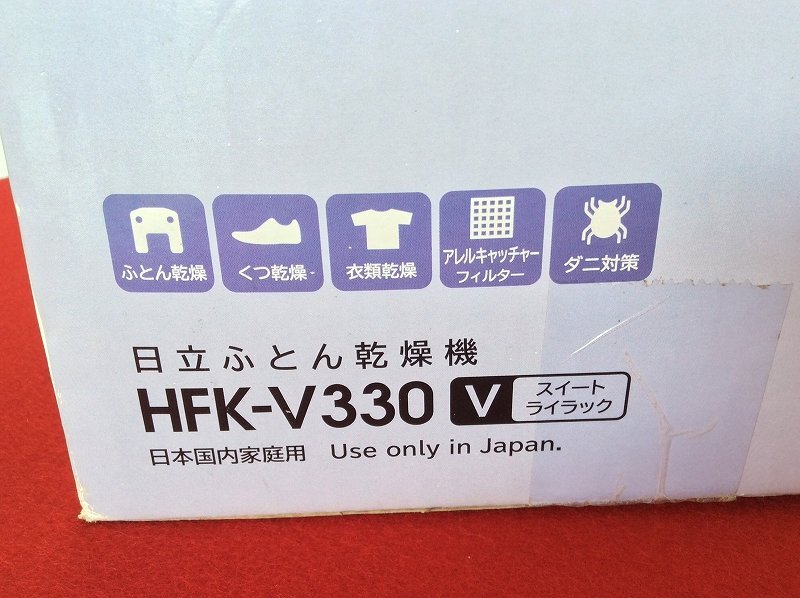 ふとん乾燥
くつ乾燥
衣類乾燥
アレルキャッチャー
フィルター
ダニ対策
日立ふとん乾燥機
HFK-V330 V スイート
ライラック
日本国内家庭用 Use only in Japan.